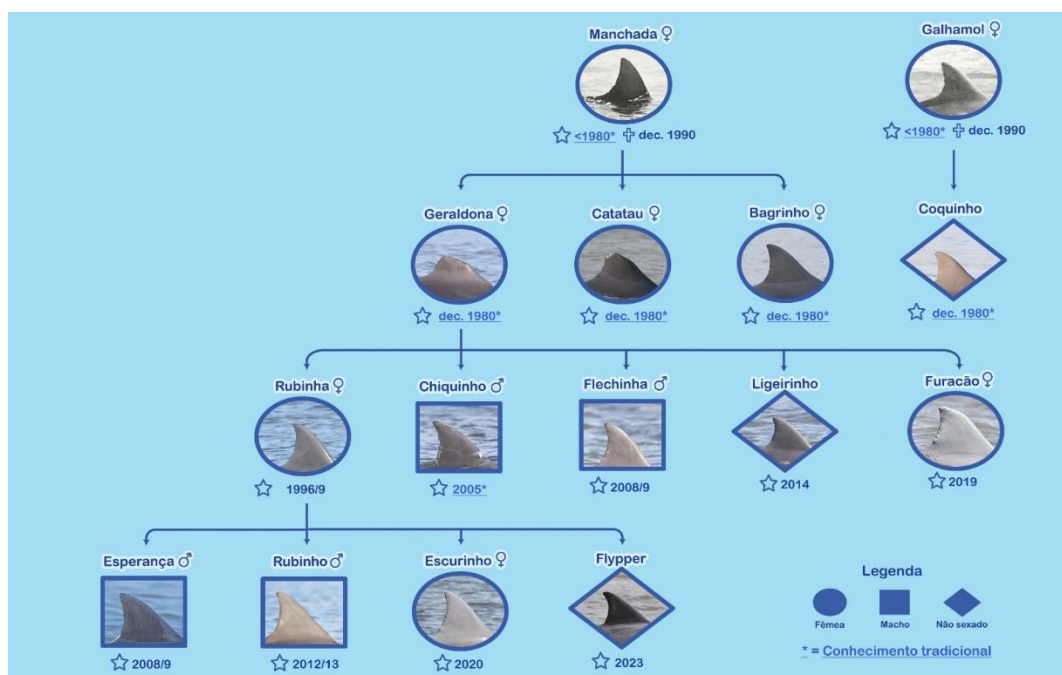 Manchada ♀ Galhamol ♀
☆ <1980* ✞ dec. 1990 ☆ <1980* ✞ dec. 1990
Geraldona ♀ Catatau ♀ Bagrinho ♀ Coquinho
☆ dec. 1980* ☆ dec. 1980* ☆ dec. 1980* ☆ dec. 1980*
Rubinha ♀ Chiquinho ♂ Flechinha ♂ Ligeirinho Furacão ♀
☆ 1996/9 ☆ 2005* ☆ 2008/9 ☆ 2014 ☆ 2019
Esperança ♂ Rubinho ♂ Escurinho ♀ Flypper
☆ 2008/9 ☆ 2012/13 ☆ 2020 ☆ 2023
Legenda
Fêmea Macho Não sexado
* = Conhecimento tradicional